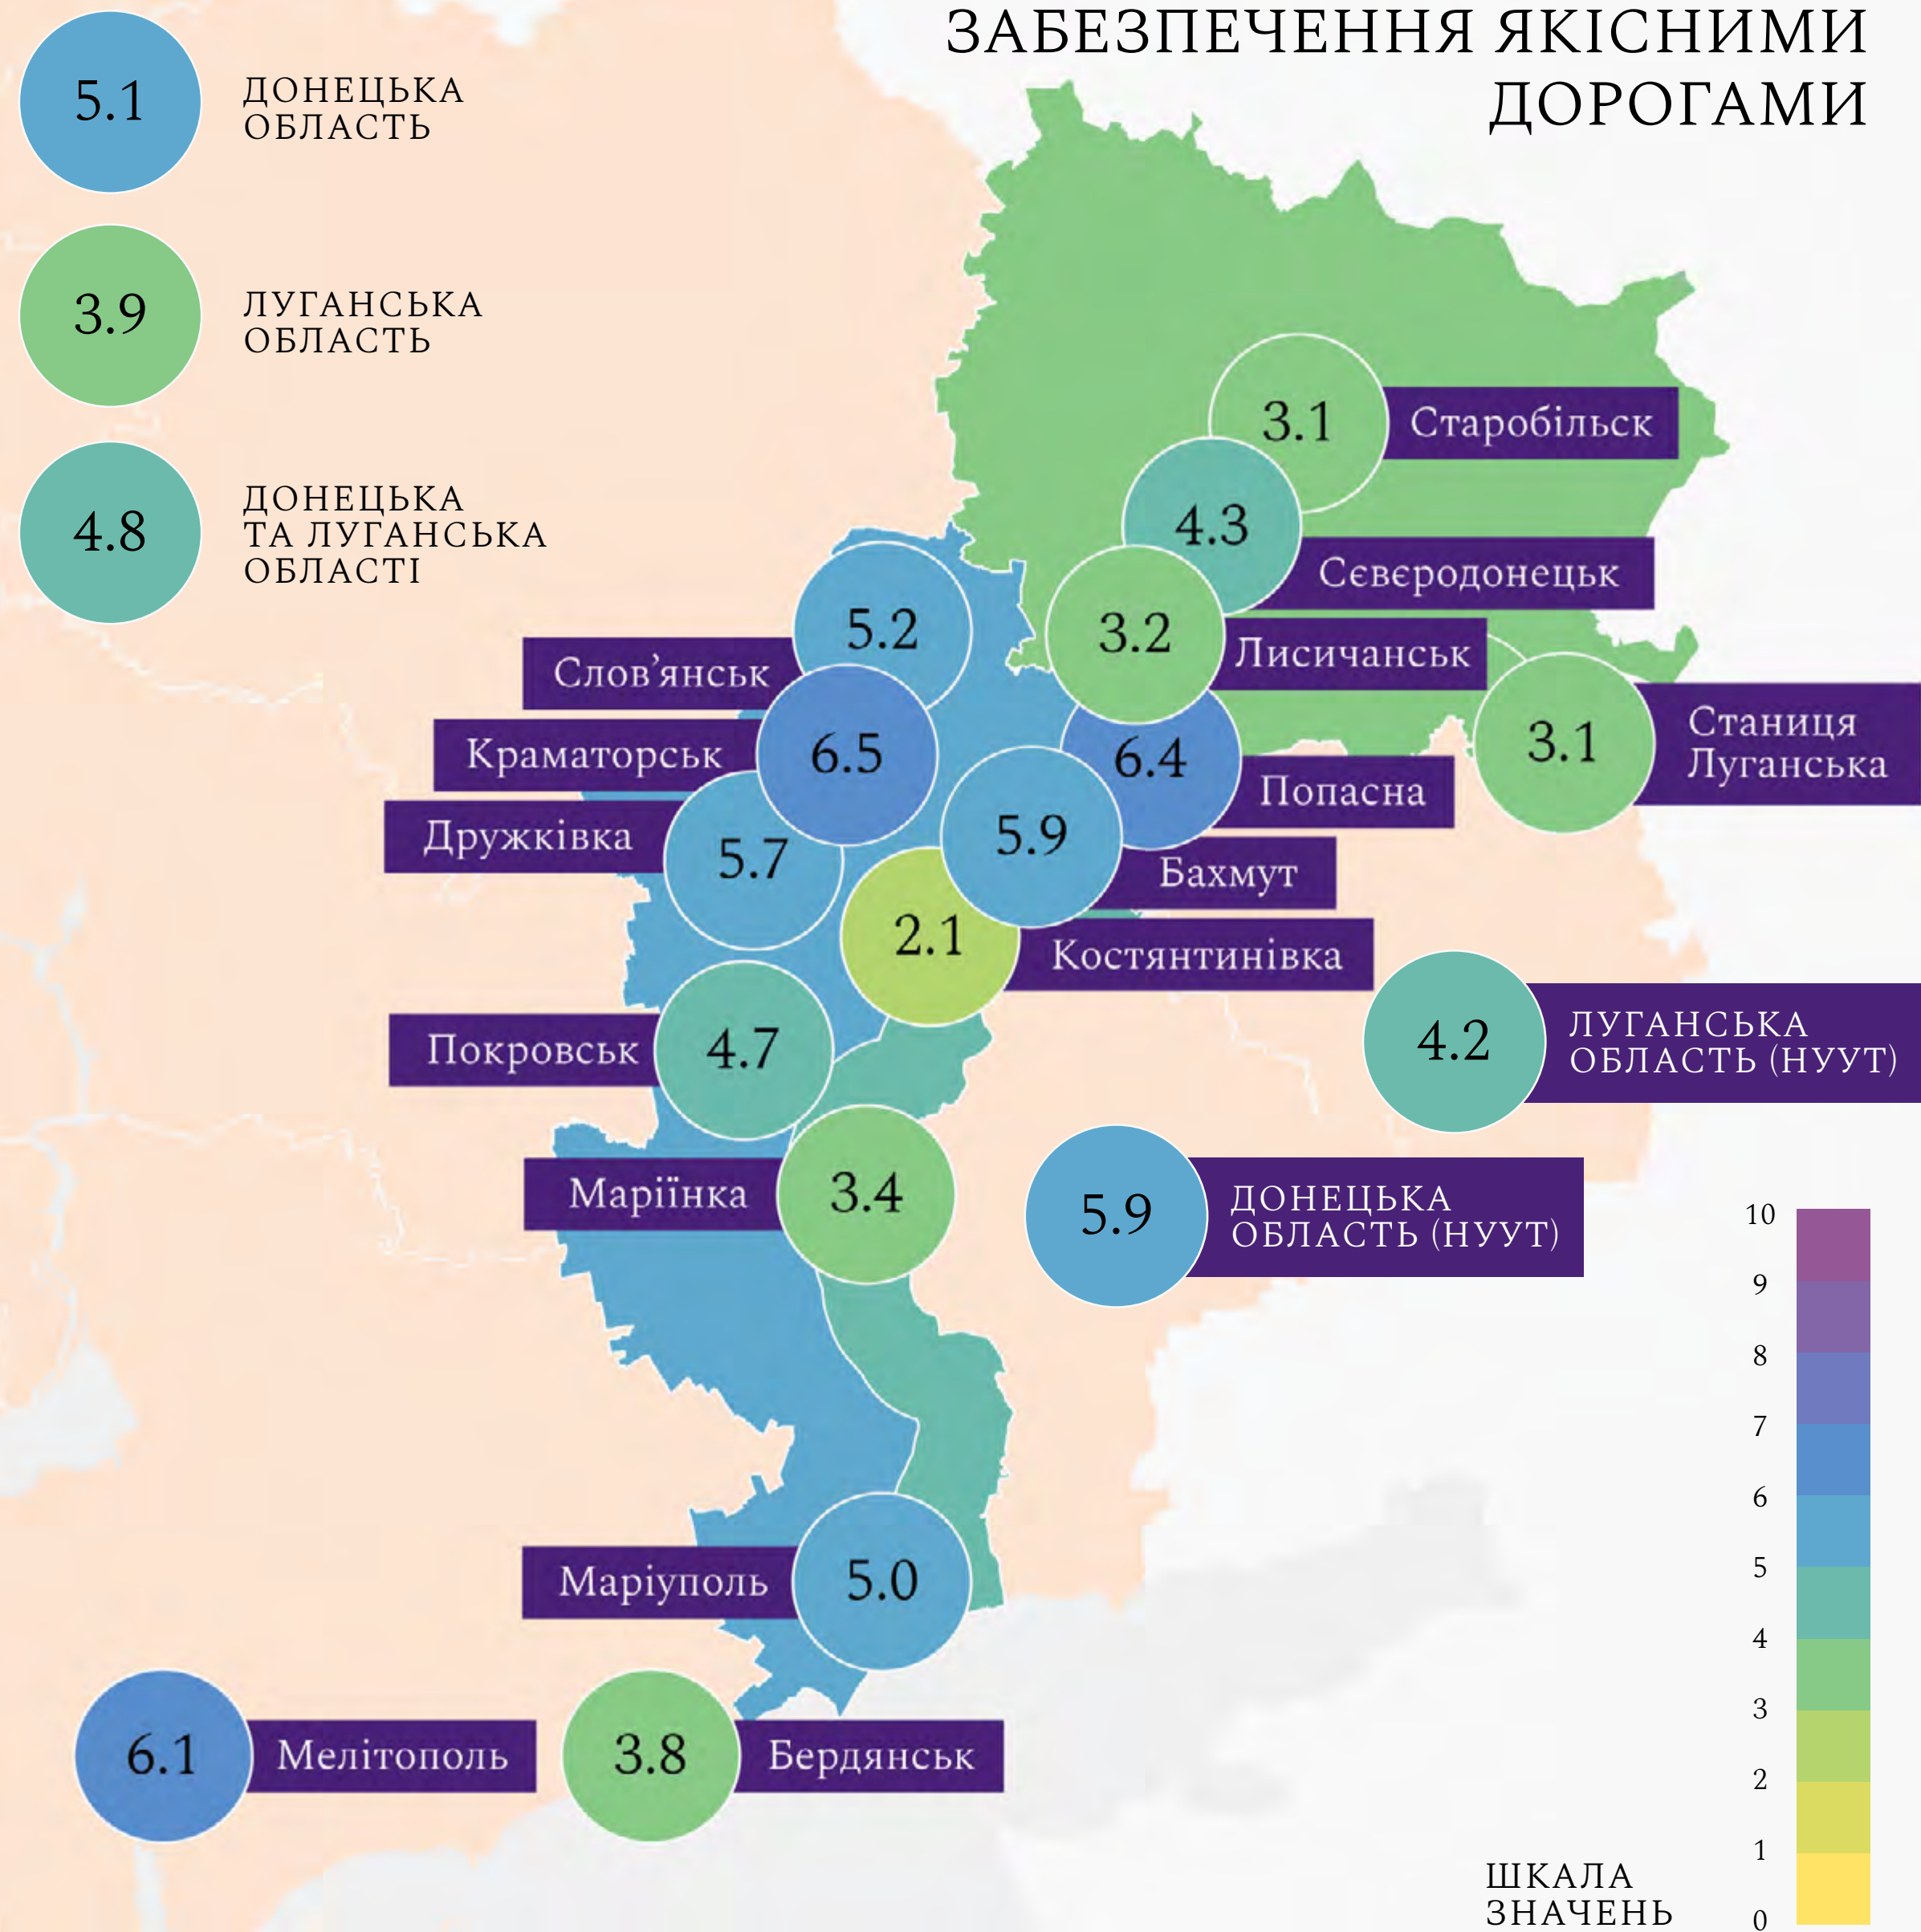 ЗАБЕЗПЕЧЕННЯ ЯКІСНИМИ
ДОРОГАМИ
5.1
ДОНЕЦЬКА
ОБЛАСТЬ
3.9
ЛУГАНСЬКА
ОБЛАСТЬ
4.8
ДОНЕЦЬКА
ТА ЛУГАНСЬКА
ОБЛАСТІ
3.1
Старобільск
4.3
Сєвєродонецьк
5.2
Слов’янськ
3.2
Лисичанськ
3.1
Станиця
Луганська
Краматорськ
6.5
6.4
Попасна
Дружківка
5.7
5.9
Бахмут
2.1
Костянтинівка
Покровськ
4.7
4.2
ЛУГАНСЬКА
ОБЛАСТЬ (НУУТ)
Маріїнка
3.4
5.9
ДОНЕЦЬКА
ОБЛАСТЬ (НУУТ)
Маріуполь
5.0
6.1
Мелітополь
3.8
Бердянськ
10
9
8
7
6
5
4
3
2
1
0
ШКАЛА
ЗНАЧЕНЬ